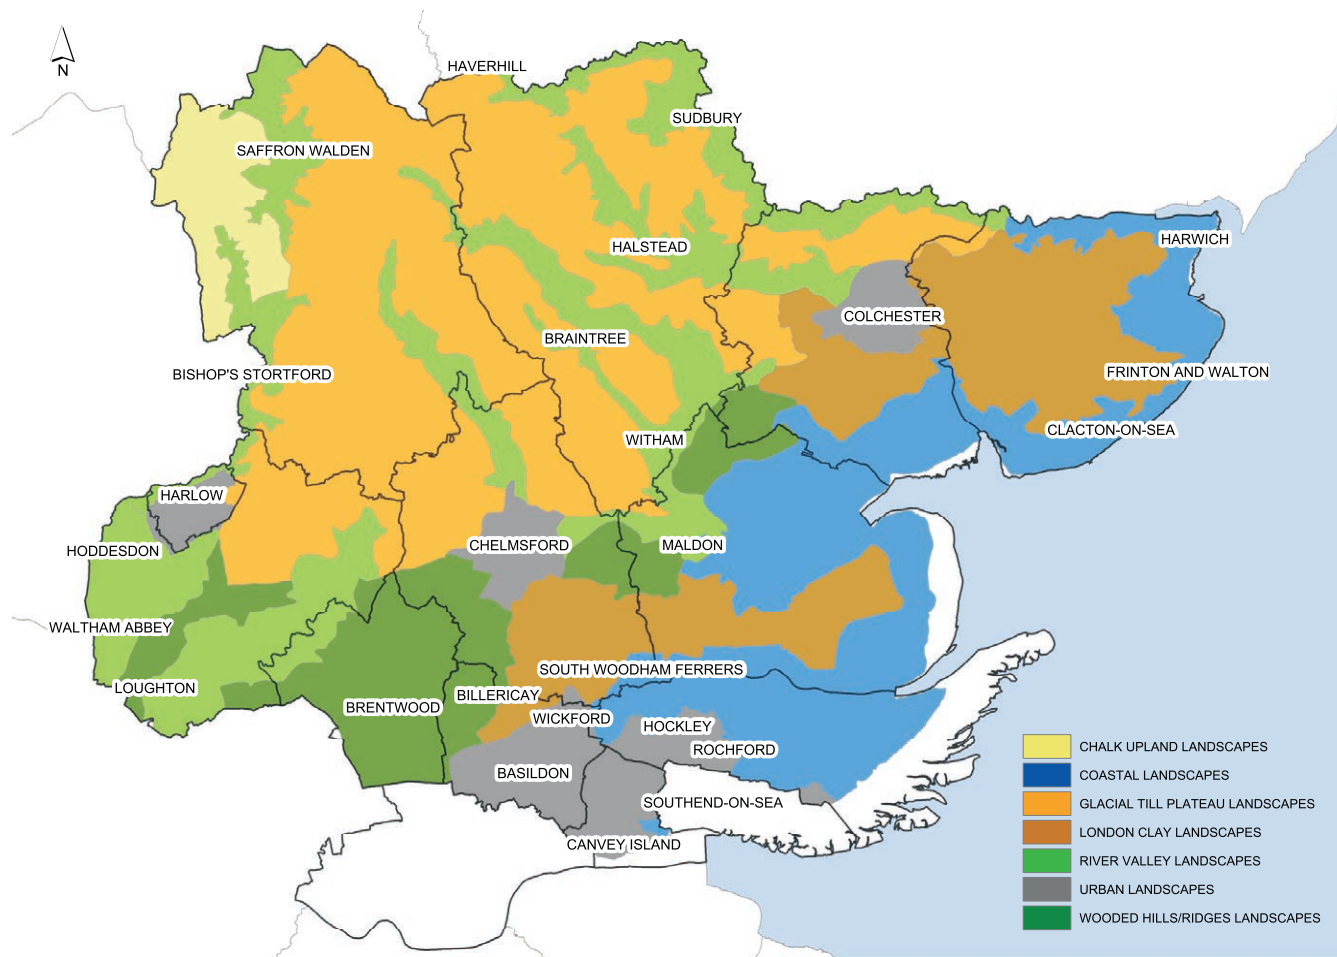 N
HAVERHILL
SUDBURY
SAFFRON WALDEN
HALSTEAD
HARWICH
COLCHESTER
BRAINTREE
BISHOP'S STORTFORD
FRINTON AND WALTON
CLACTON-ON-SEA
WITHAM
HARLOW
HODDESDON
CHELMSFORD
MALDON
WALTHAM ABBEY
SOUTH WOODHAM FERRERS
LOUGHTON
BILLERICAY
BRENTWOOD
WICKFORD
HOCKLEY
ROCHFORD
BASILDON
SOUTHEND-ON-SEA
CANVEY ISLAND
CHALK UPLAND LANDSCAPES
COASTAL LANDSCAPES
GLACIAL TILL PLATEAU LANDSCAPES
LONDON CLAY LANDSCAPES
RIVER VALLEY LANDSCAPES
URBAN LANDSCAPES
WOODED HILLS/RIDGES LANDSCAPES